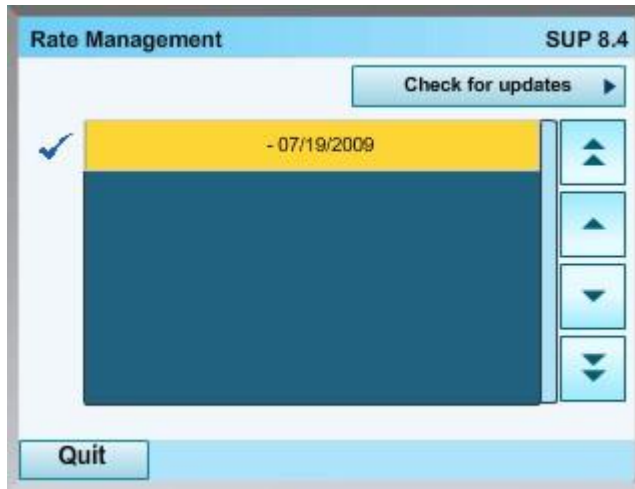 Rate Management SUP 8.4
Check for updates
- 07/19/2009
Quit